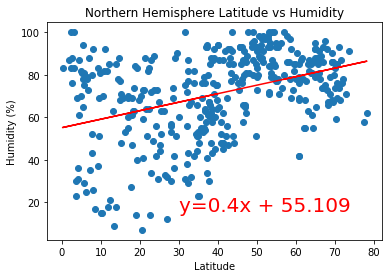 Northern Hemisphere Latitude vs Humidity
100
80
60
40
20
Humidity (%)
y=0.4x + 55.109
0 10 20 30 40 50 60 70 80
Latitude